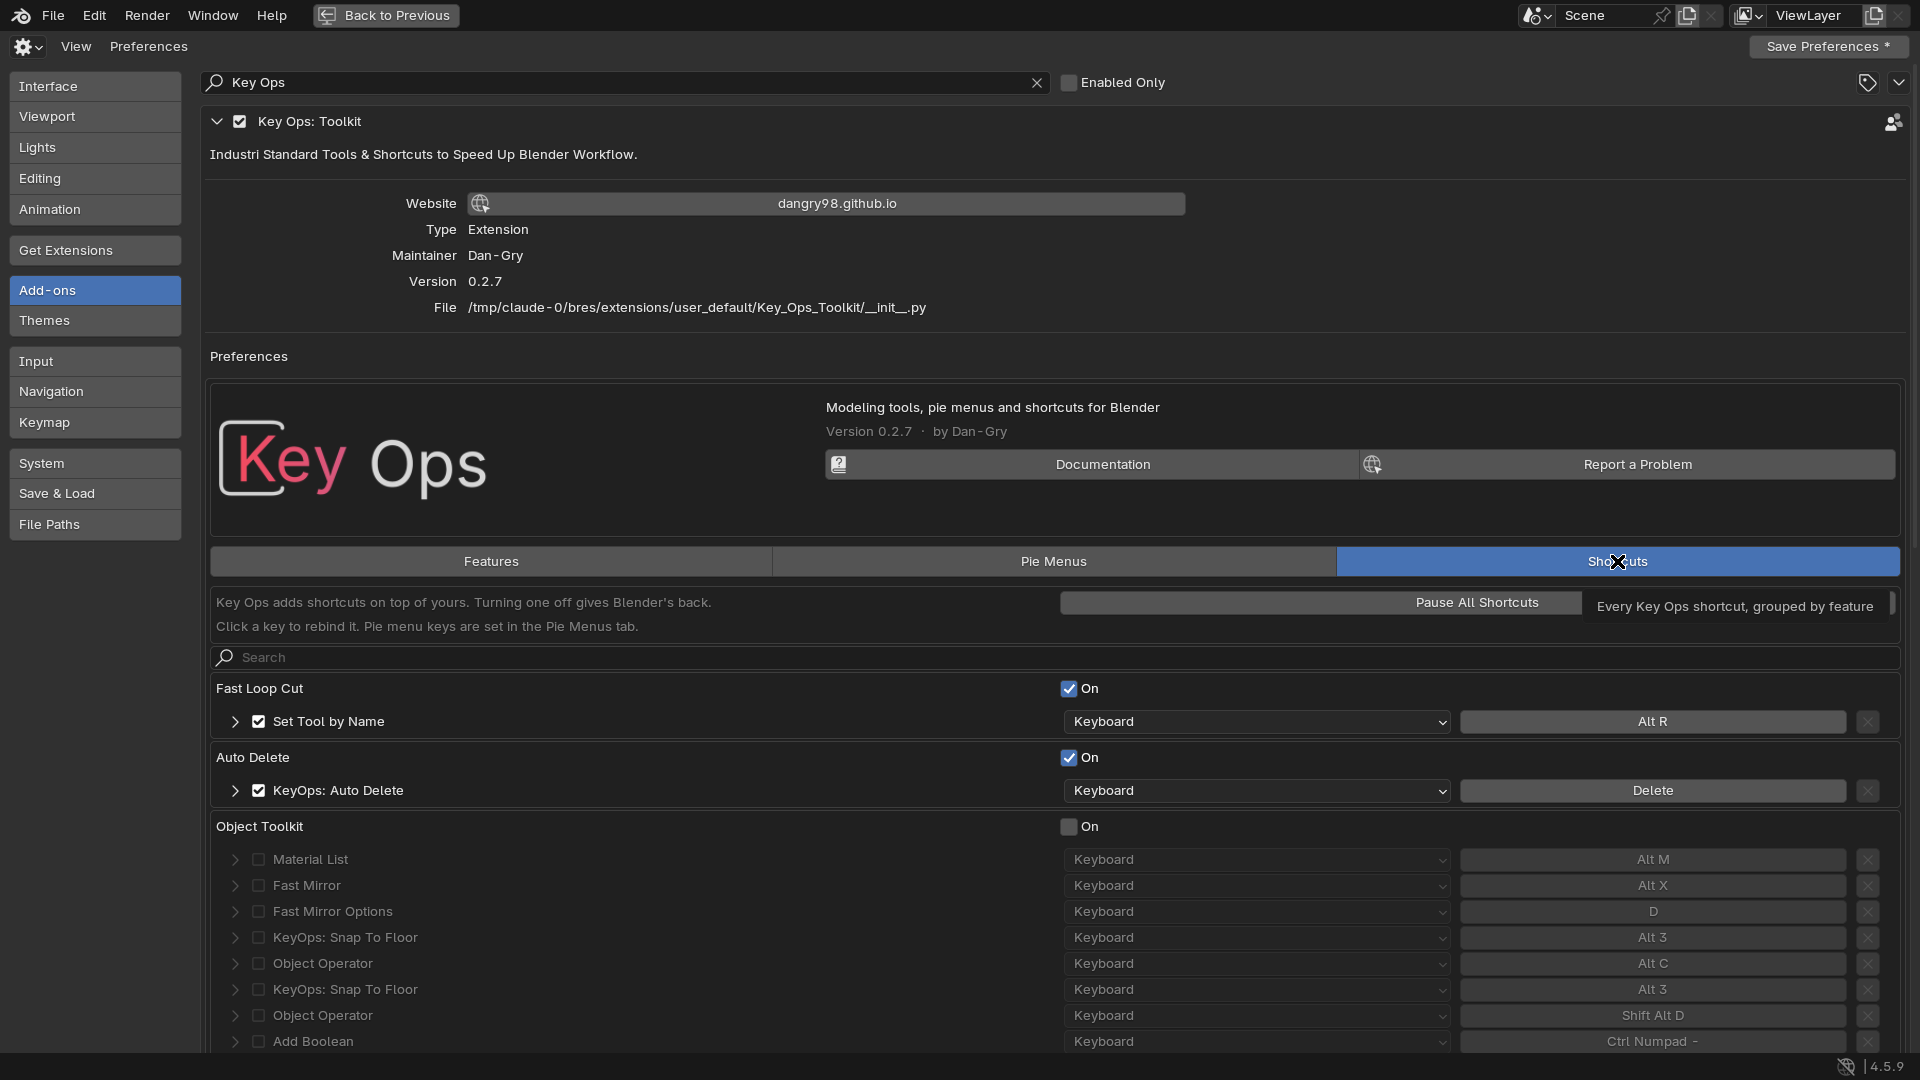 File Edit Render Window Help Back to Previous Scene ViewLayer
View Preferences Save Preferences *
Interface
Viewport
Lights
Editing
Animation
Get Extensions
Add-ons
Themes
Input
Navigation
Keymap
System
Save & Load
File Paths
Key Ops Enabled Only
Key Ops: Toolkit
Industri Standard Tools & Shortcuts to Speed Up Blender Workflow.
Website dangry98.github.io
Type Extension
Maintainer Dan-Gry
Version 0.2.7
File /tmp/claude-0/bres/extensions/user_default/Key_Ops_Toolkit/__init__.py
Preferences
Key Ops
Modeling tools, pie menus and shortcuts for Blender
Version 0.2.7 · by Dan-Gry
Documentation Report a Problem
Features Pie Menus
Key Ops adds shortcuts on top of yours. Turning one off gives Blender's back. Pause All Shortcuts
Every Key Ops shortcut, grouped by feature
Click a key to rebind it. Pie menu keys are set in the Pie Menus tab.
Search
Fast Loop Cut On
Set Tool by Name Keyboard Alt R
Auto Delete On
KeyOps: Auto Delete Keyboard Delete
Object Toolkit On
Material List Keyboard Alt M
Fast Mirror Keyboard Alt X
Fast Mirror Options Keyboard D
KeyOps: Snap To Floor Keyboard Alt 3
Object Operator Keyboard Alt C
KeyOps: Snap To Floor Keyboard Alt 3
Object Operator Keyboard Shift Alt D
Add Boolean Keyboard Ctrl Numpad -
4.5.9